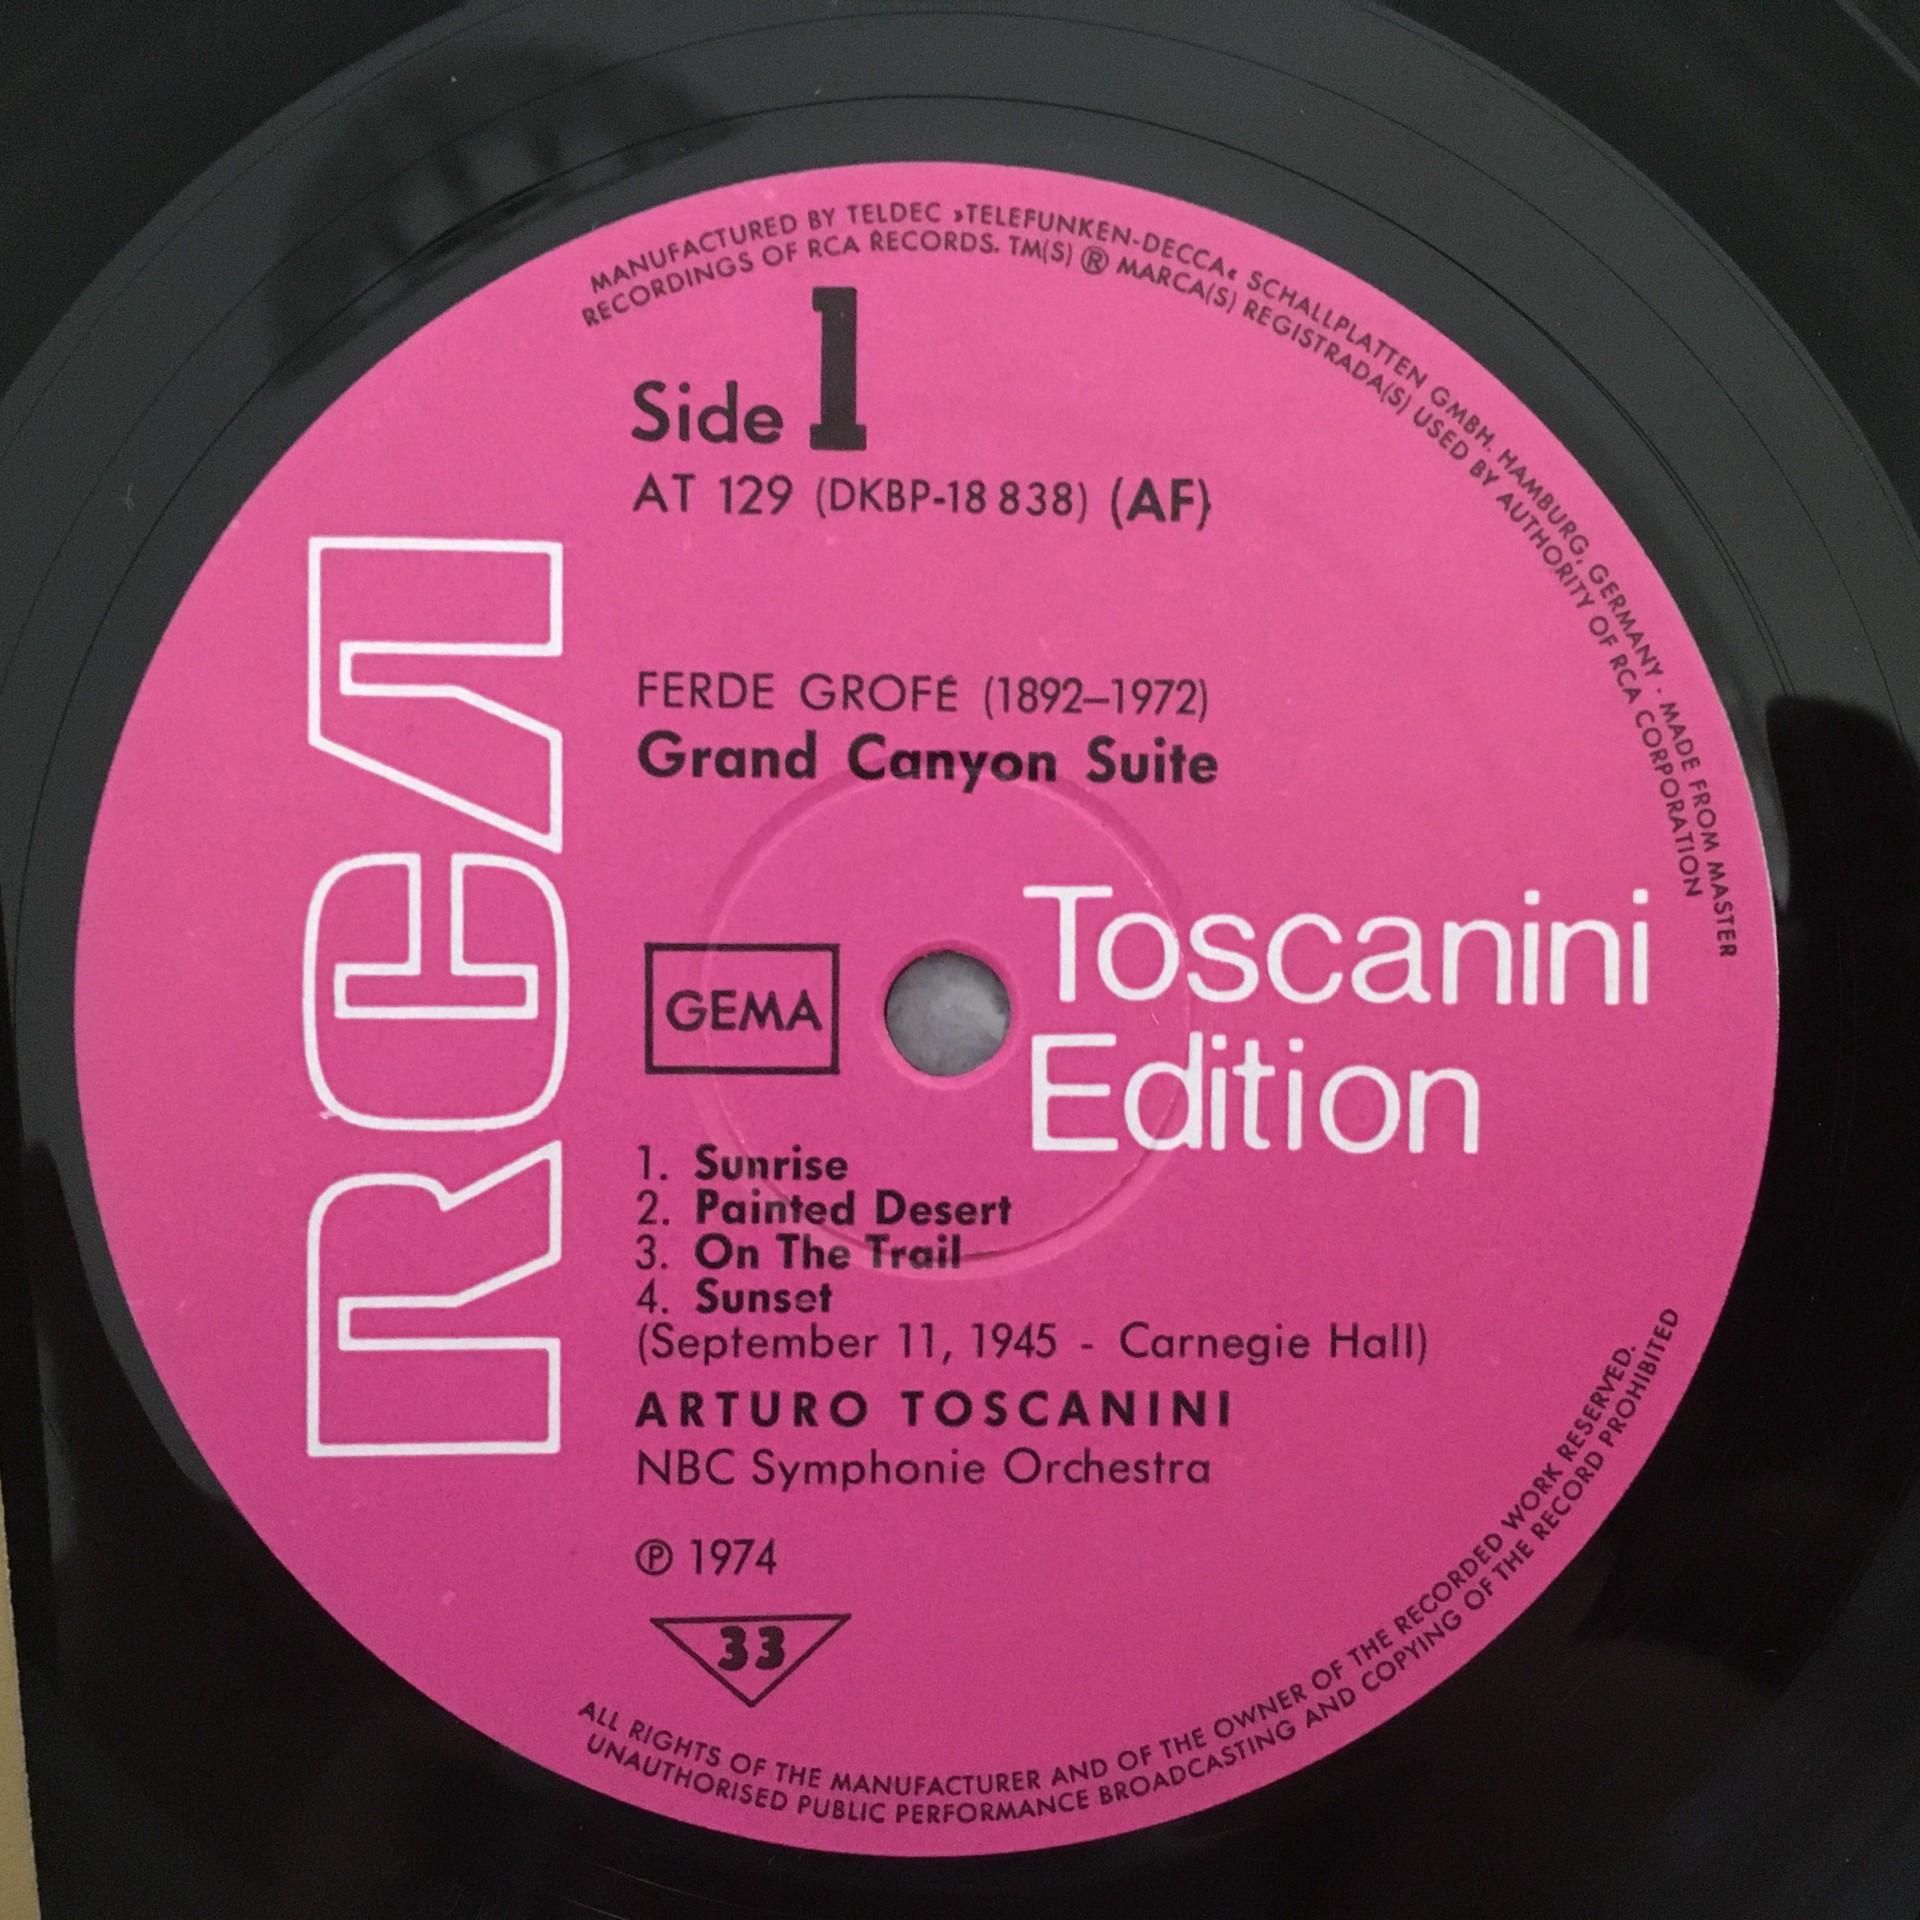 MANUFACTURED BY TELDEC »TELEFUNKEN-DECCA« SCHALLPLATTEN GMBH. HAMBURG, GERMANY · MADE FROM MASTER
RECORDINGS OF RCA RECORDS. TM(S) ® MARCA(S) REGISTRADA(S) USED BY AUTHORITY OF RCA CORPORATION
Side 1
AT 129 (DKBP-18 838) (AF)
RCA
FERDE GROFÉ (1892–1972)
Grand Canyon Suite
Toscanini
Edition
GEMA
1. Sunrise
2. Painted Desert
3. On The Trail
4. Sunset
(September 11, 1945 - Carnegie Hall)
ARTURO TOSCANINI
NBC Symphonie Orchestra
℗ 1974
33
ALL RIGHTS OF THE MANUFACTURER AND OF THE OWNER OF THE RECORDED WORK RESERVED.
UNAUTHORISED PUBLIC PERFORMANCE BROADCASTING AND COPYING OF THE RECORD PROHIBITED